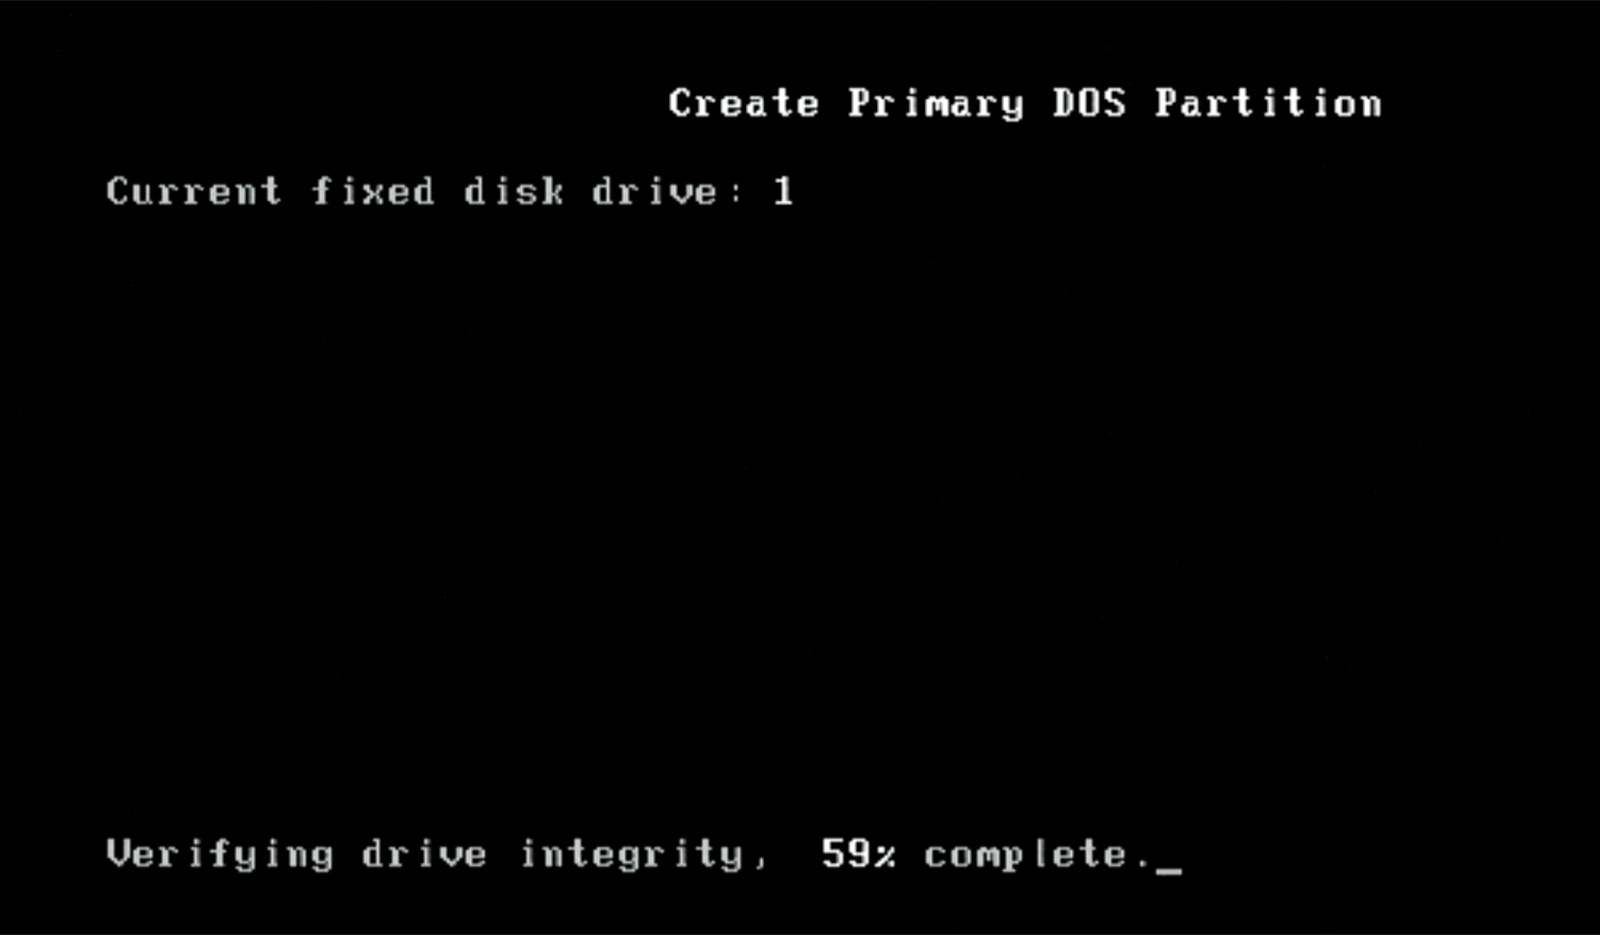 Create Primary DOS Partition
Current fixed disk drive: 1
Verifying drive integrity, 59% complete._